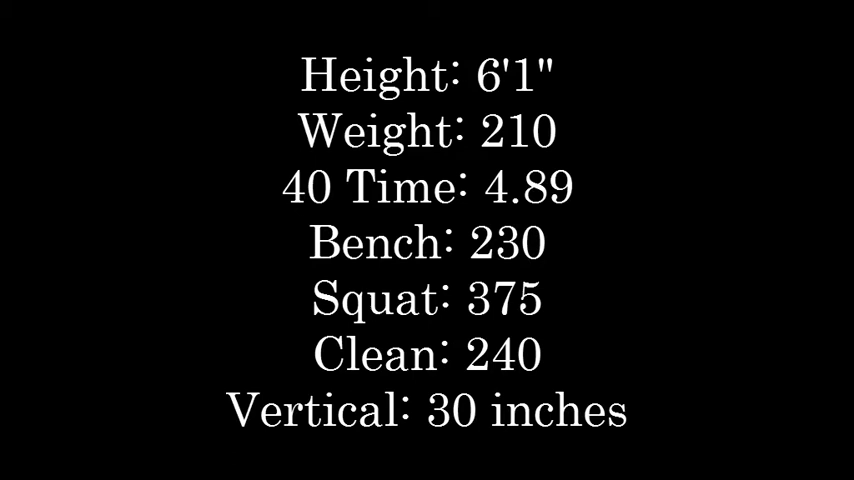 Height: 6'1"
Weight: 210
40 Time: 4.89
Bench: 230
Squat: 375
Clean: 240
Vertical: 30 inches